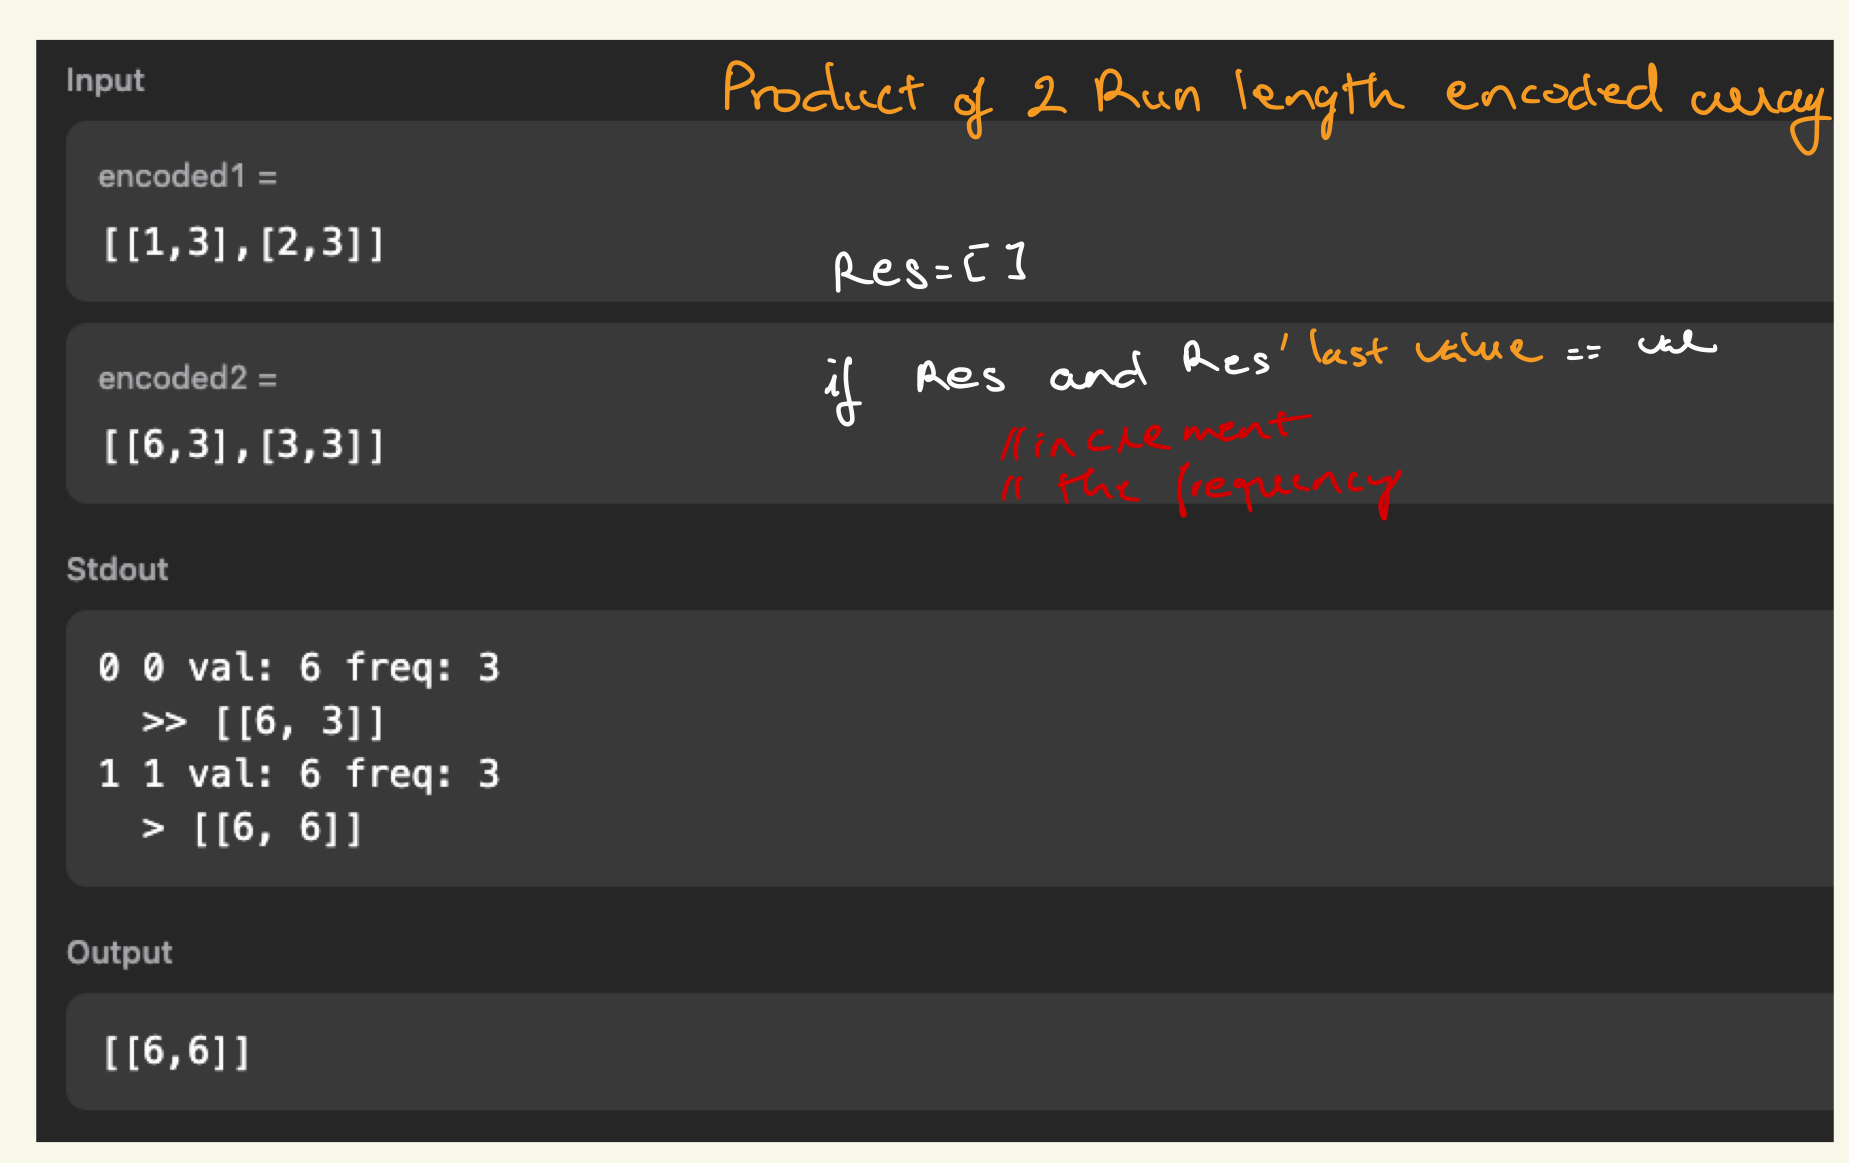 Input
Product of 2 Run length encoded array
encoded1 =
[[1,3],[2,3]]
Res=[]
encoded2 =
[[6,3],[3,3]]
if Res and Res' last value == val
//increment
// the frequency
Stdout
0 0 val: 6 freq: 3
>> [[6, 3]]
1 1 val: 6 freq: 3
> [[6, 6]]
Output
[[6,6]]